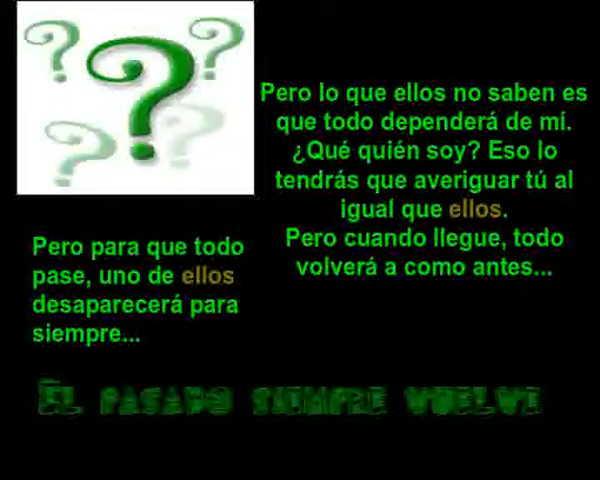 Pero lo que ellos no saben es
que todo dependerá de mí.
¿Qué quién soy? Eso lo
tendrás que averiguar tú al
igual que ellos.
Pero cuando llegue, todo
volverá a como antes...
Pero para que todo
pase, uno de ellos
desaparecerá para
siempre...
El pasado siempre vuelve